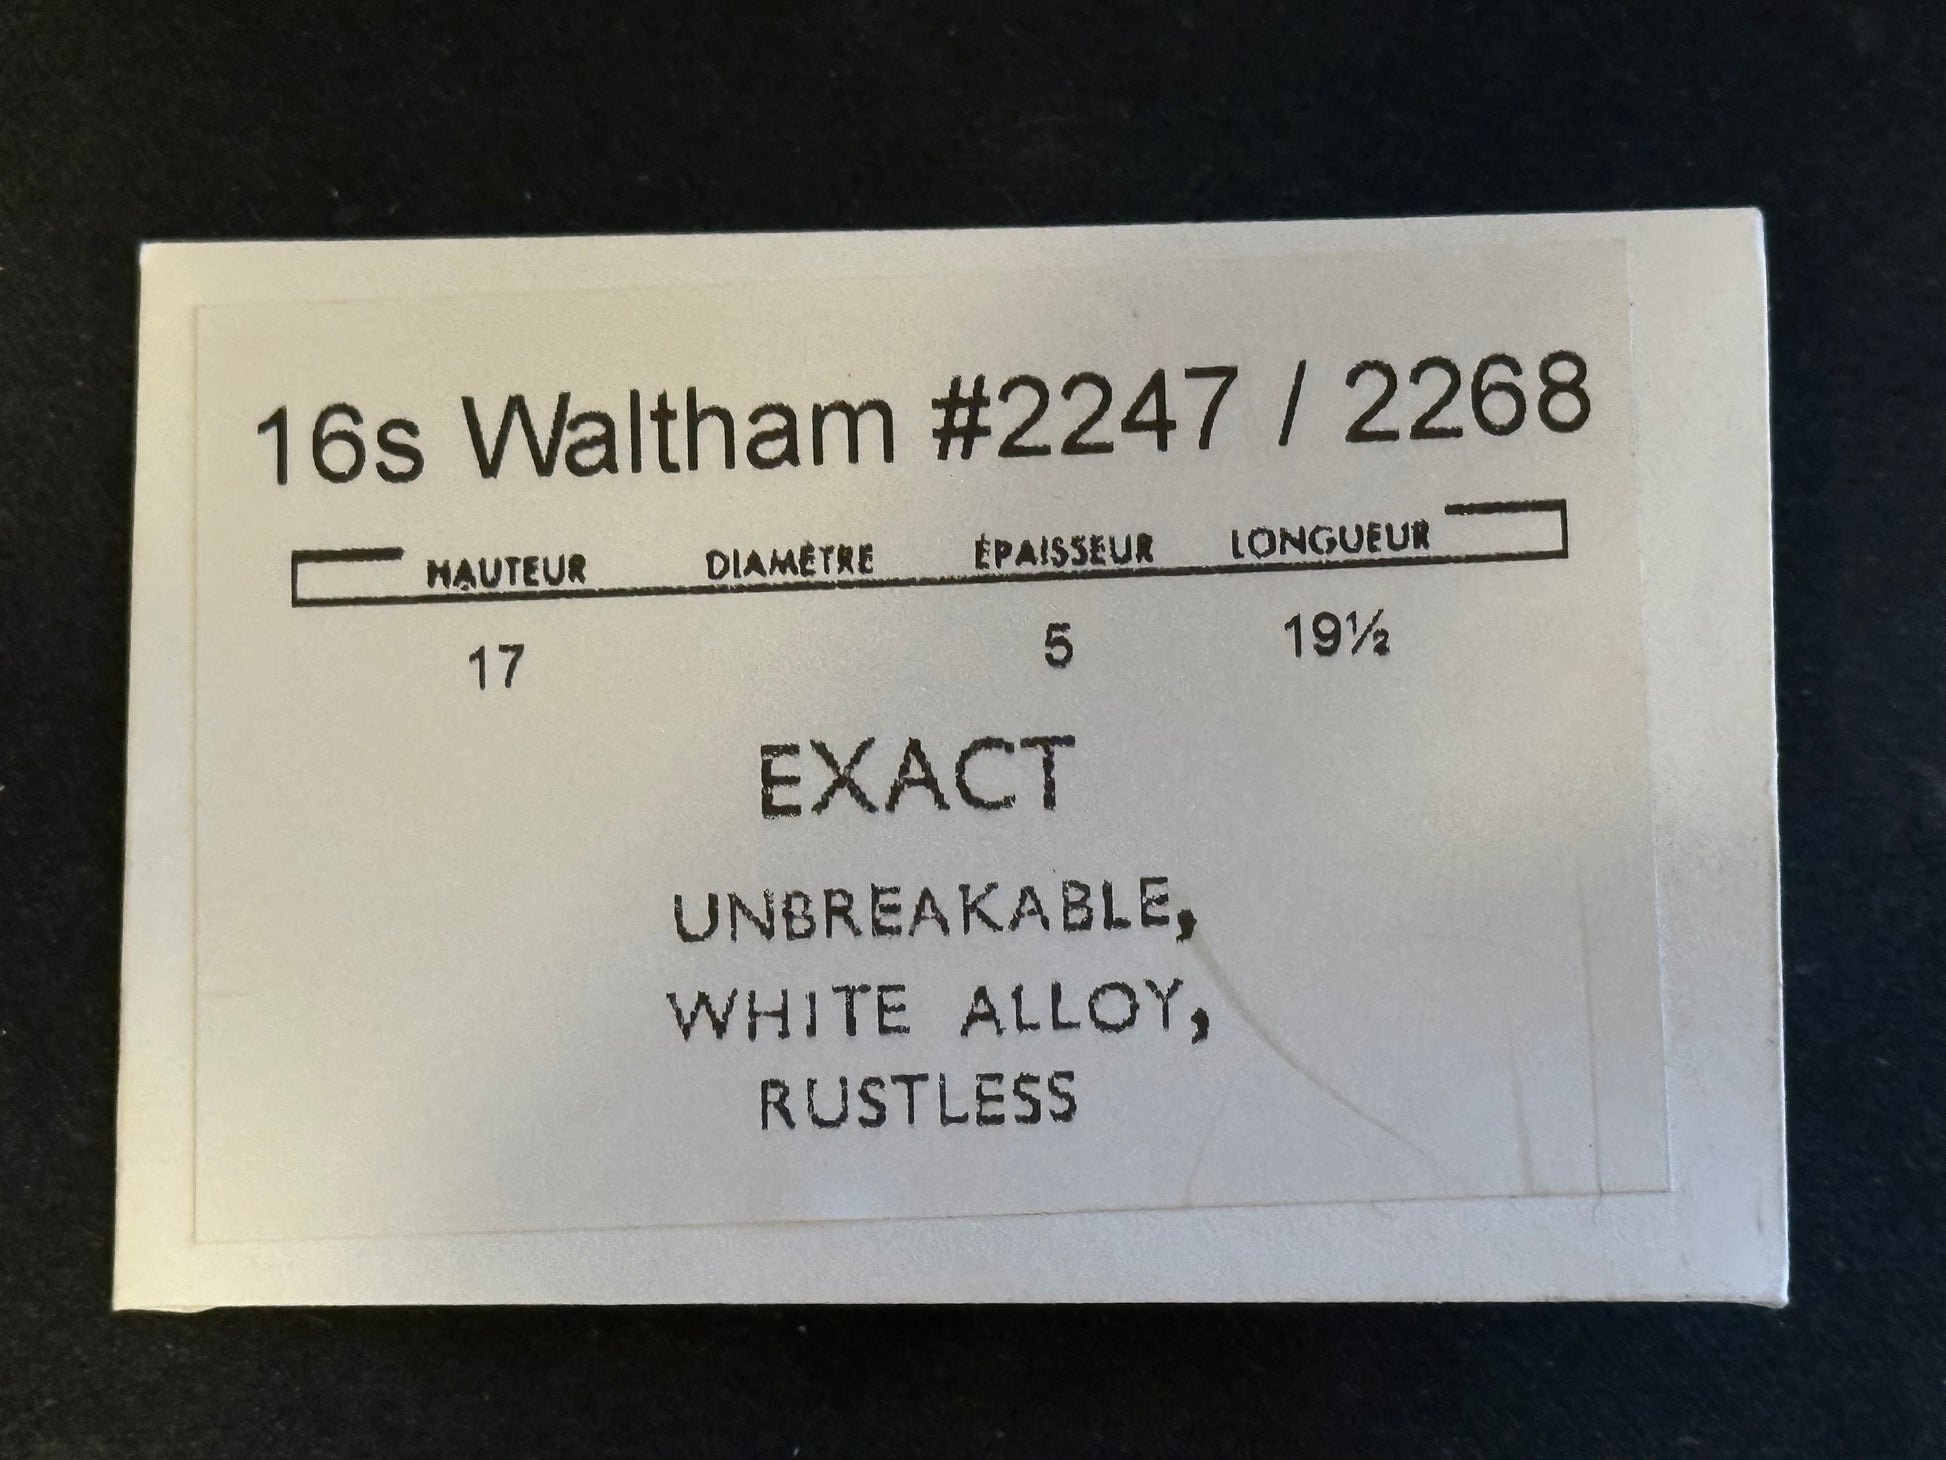 16s Waltham #2247 / 2268
HAUTEUR DIAMÈTRE ÉPAISSEUR LONGUEUR
17 5 19½
EXACT
UNBREAKABLE,
WHITE ALLOY,
RUSTLESS